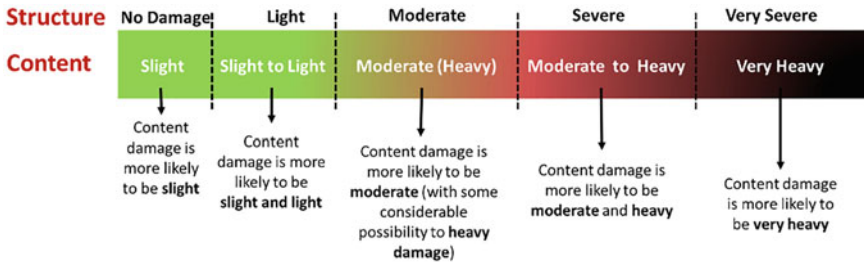 Structure No Damage Light Moderate Severe Very Severe
Content Slight Slight to Light Moderate (Heavy) Moderate to Heavy Very Heavy
Content
damage is
more likely
to be slight
Content
damage is more
likely to be
slight and light
Content damage is
more likely to be
moderate (with some
considerable
possibility to heavy
damage)
Content damage is
more likely to be
moderate and heavy
Content damage
is more likely to
be very heavy